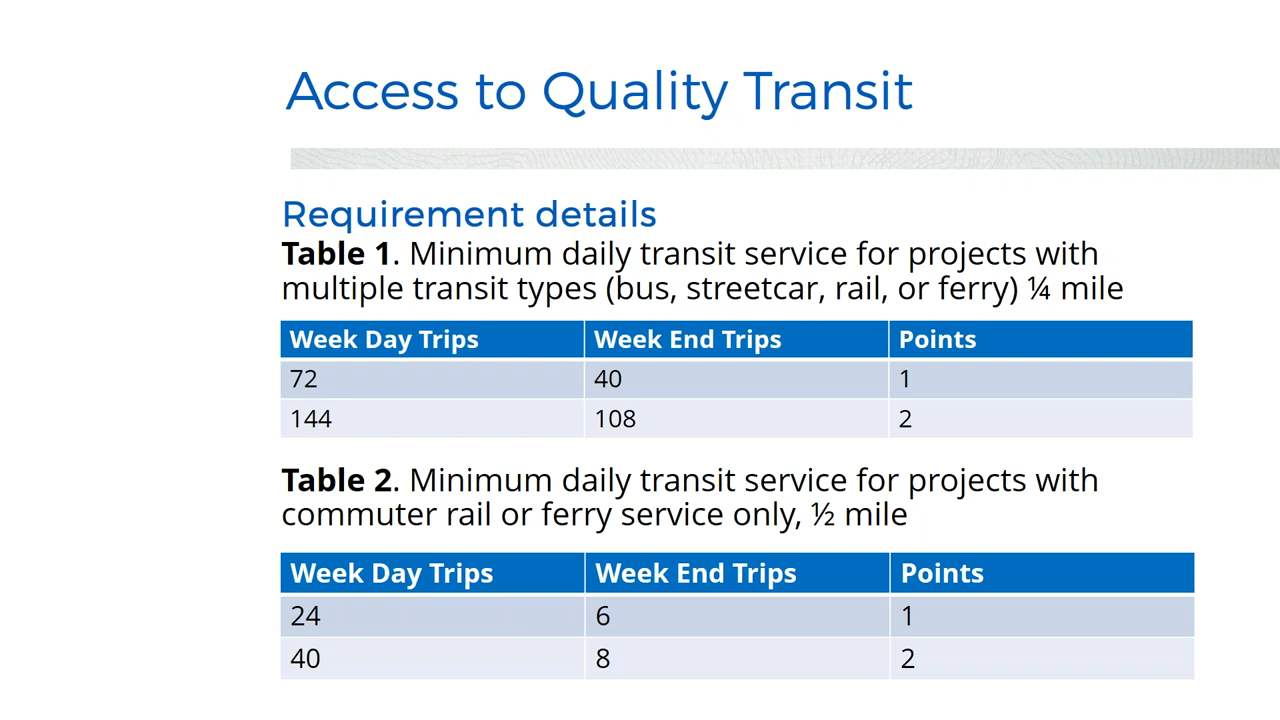 Access to Quality Transit
Requirement details
Table 1. Minimum daily transit service for projects with
multiple transit types (bus, streetcar, rail, or ferry) ¼ mile
Week Day Trips Week End Trips Points
72 40 1
144 108 2
Table 2. Minimum daily transit service for projects with
commuter rail or ferry service only, ½ mile
Week Day Trips Week End Trips Points
24 6 1
40 8 2